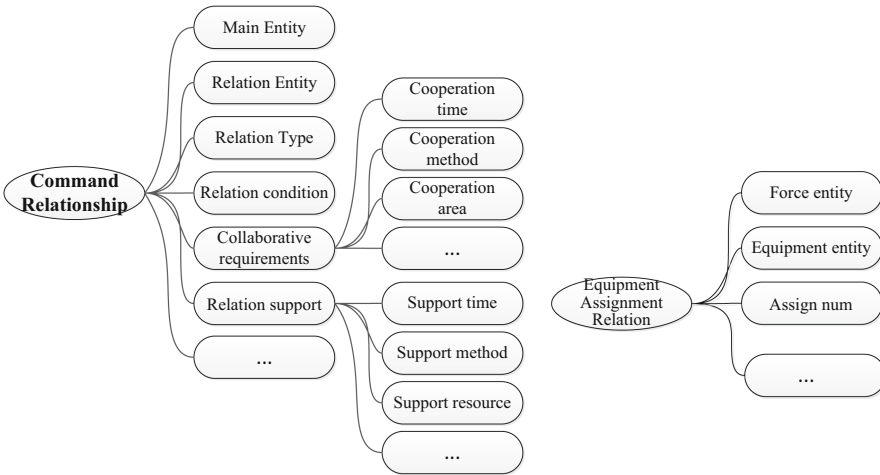 Command
Relationship
Main Entity
Relation Entity
Relation Type
Relation condition
Collaborative
requirements
Relation support
...
Cooperation
time
Cooperation
method
Cooperation
area
...
Support time
Support method
Support resource
...
Equipment
Assignment
Relation
Force entity
Equipment entity
Assign num
...